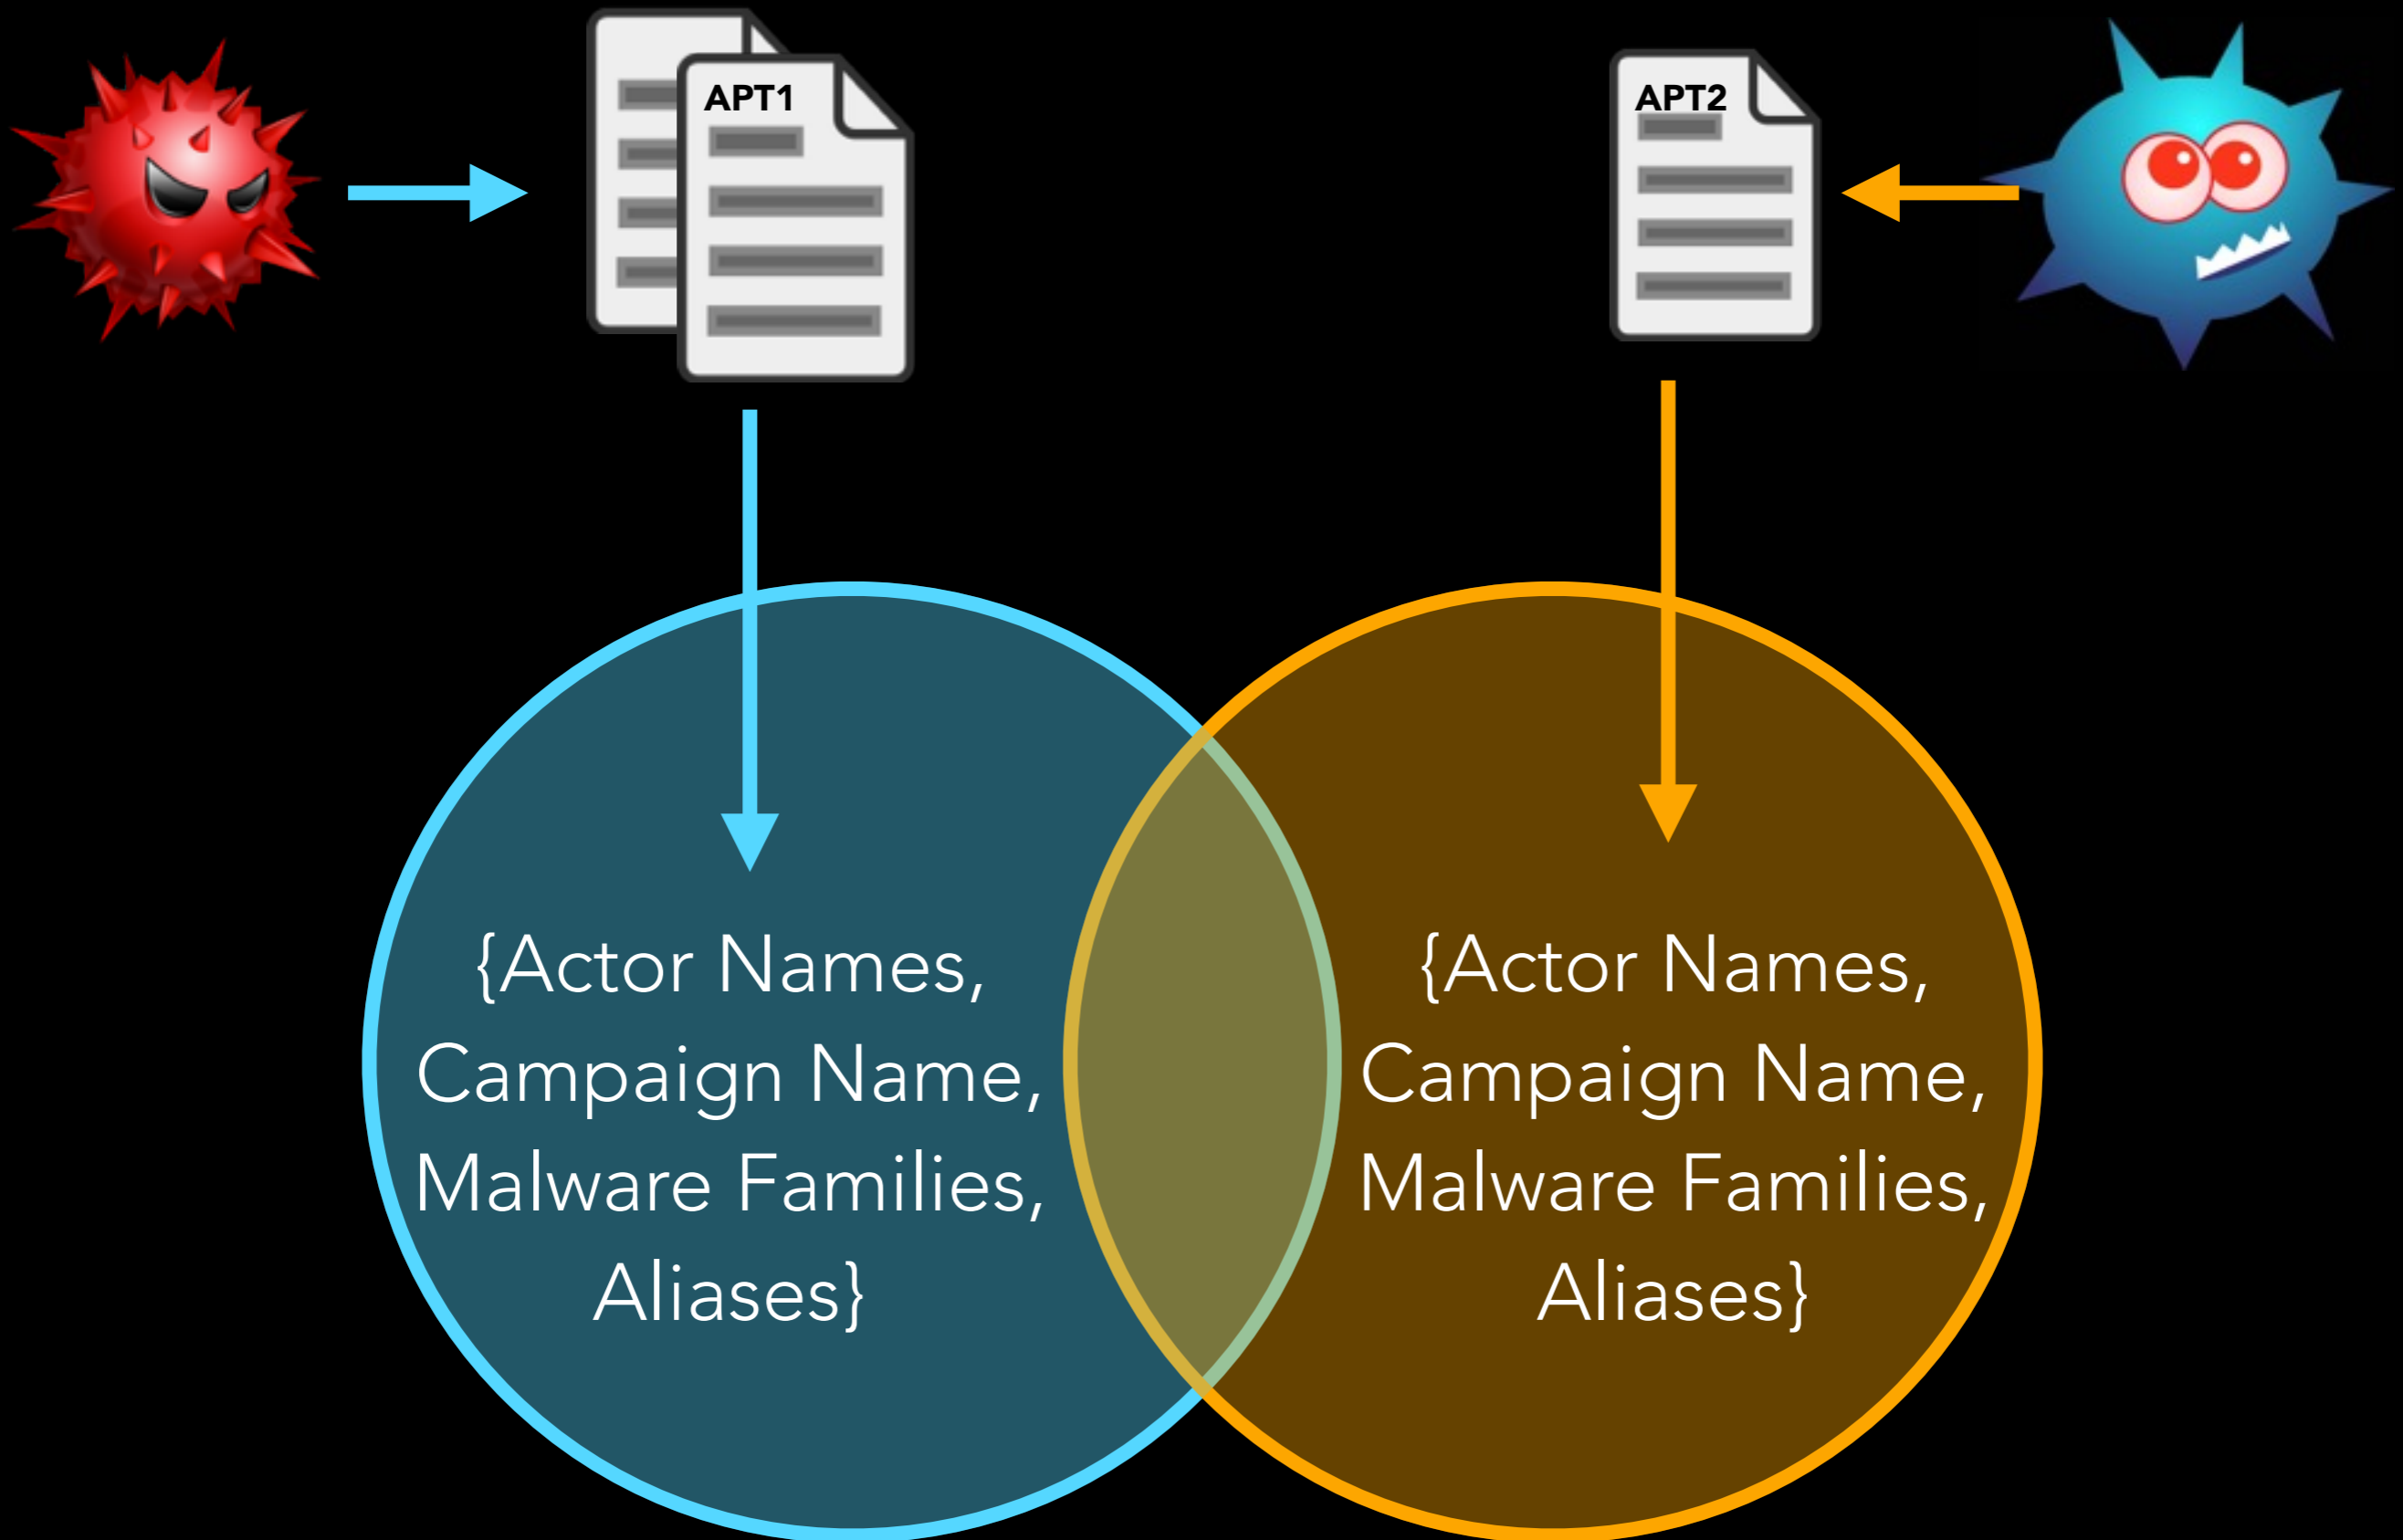 APT1
APT2
{Actor Names,
Campaign Name,
Malware Families,
Aliases}
{Actor Names,
Campaign Name,
Malware Families,
Aliases}